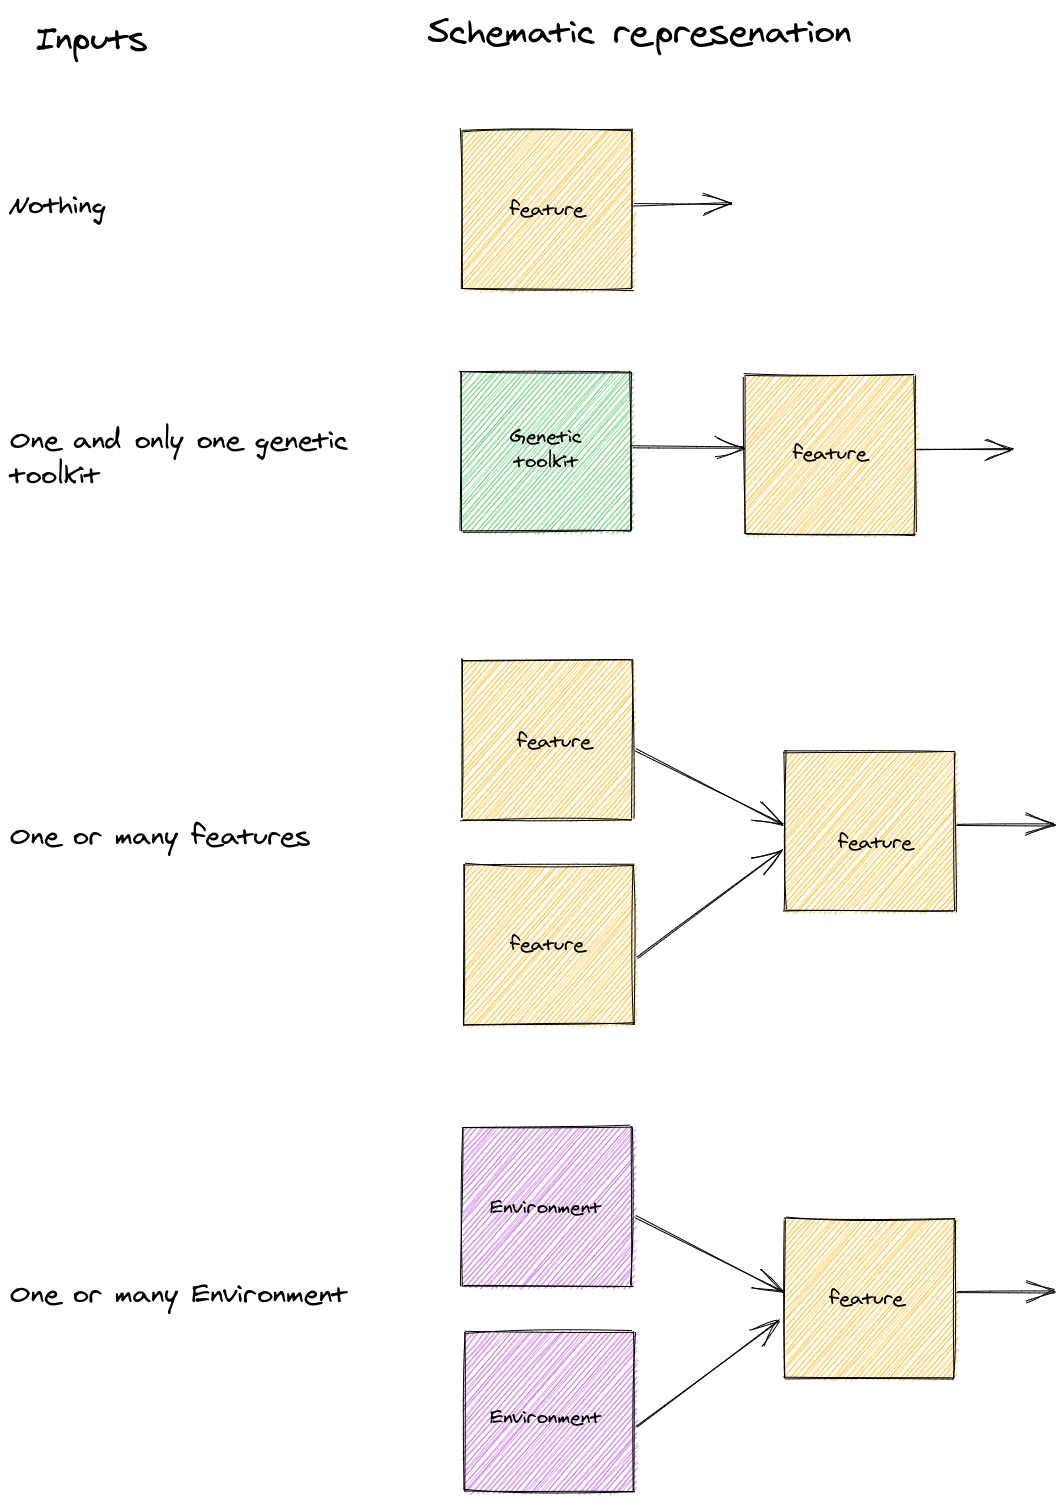 Inputs
Schematic represenation
Nothing
feature
One and only one genetic
toolkit
Genetic
toolkit
feature
One or many features
feature
feature
feature
One or many Environment
Environment
feature
Environment